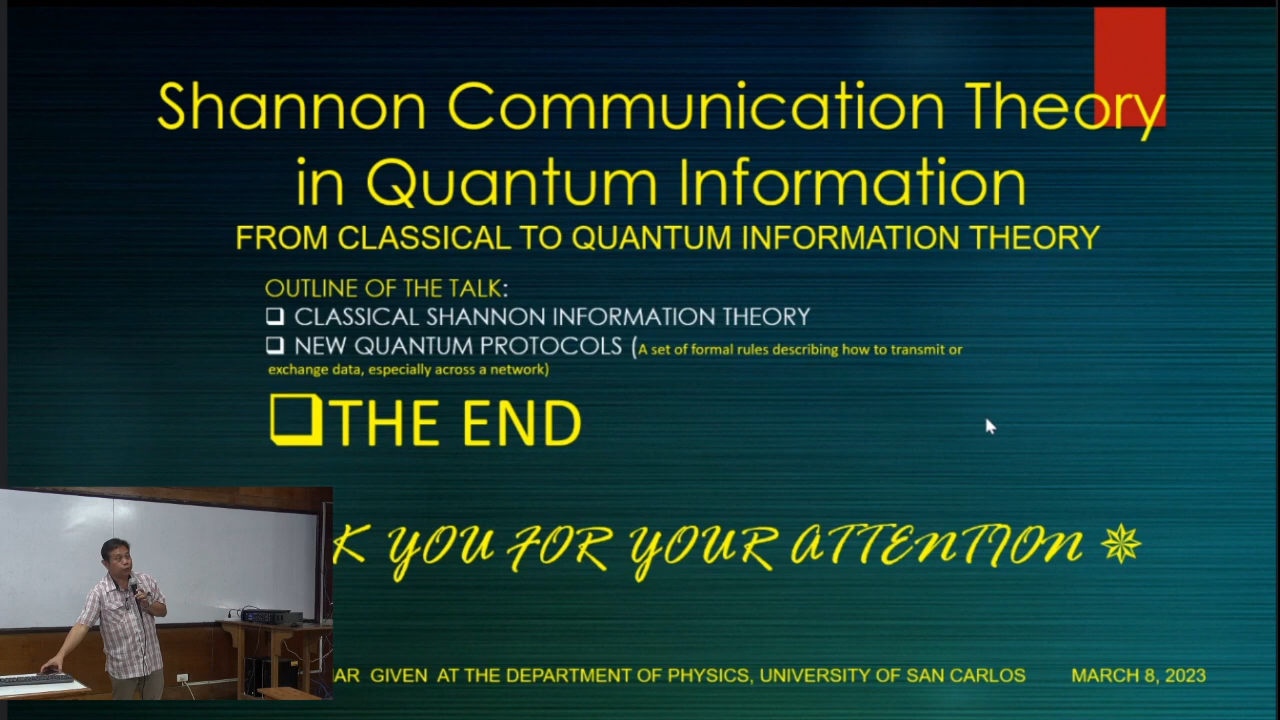 Shannon Communication Theory
in Quantum Information
FROM CLASSICAL TO QUANTUM INFORMATION THEORY
OUTLINE OF THE TALK:
❑ CLASSICAL SHANNON INFORMATION THEORY
❑ NEW QUANTUM PROTOCOLS (A set of formal rules describing how to transmit or
exchange data, especially across a network)
❑THE END
K YOU FOR YOUR ATTENTION
AR GIVEN AT THE DEPARTMENT OF PHYSICS, UNIVERSITY OF SAN CARLOS MARCH 8, 2023